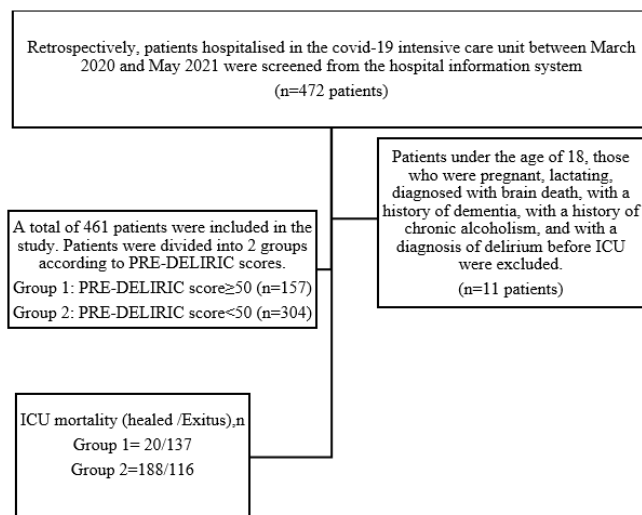 Retrospectively, patients hospitalised in the covid-19 intensive care unit between March
2020 and May 2021 were screened from the hospital information system
(n=472 patients)
Patients under the age of 18, those
who were pregnant, lactating,
diagnosed with brain death, with a
history of dementia, with a history of
chronic alcoholism, and with a
diagnosis of delirium before ICU
were excluded.
(n=11 patients)
A total of 461 patients were included in the
study. Patients were divided into 2 groups
according to PRE-DELIRIC scores.
Group 1: PRE-DELIRIC score≥50 (n=157)
Group 2: PRE-DELIRIC score<50 (n=304)
ICU mortality (healed /Exitus),n
Group 1= 20/137
Group 2=188/116